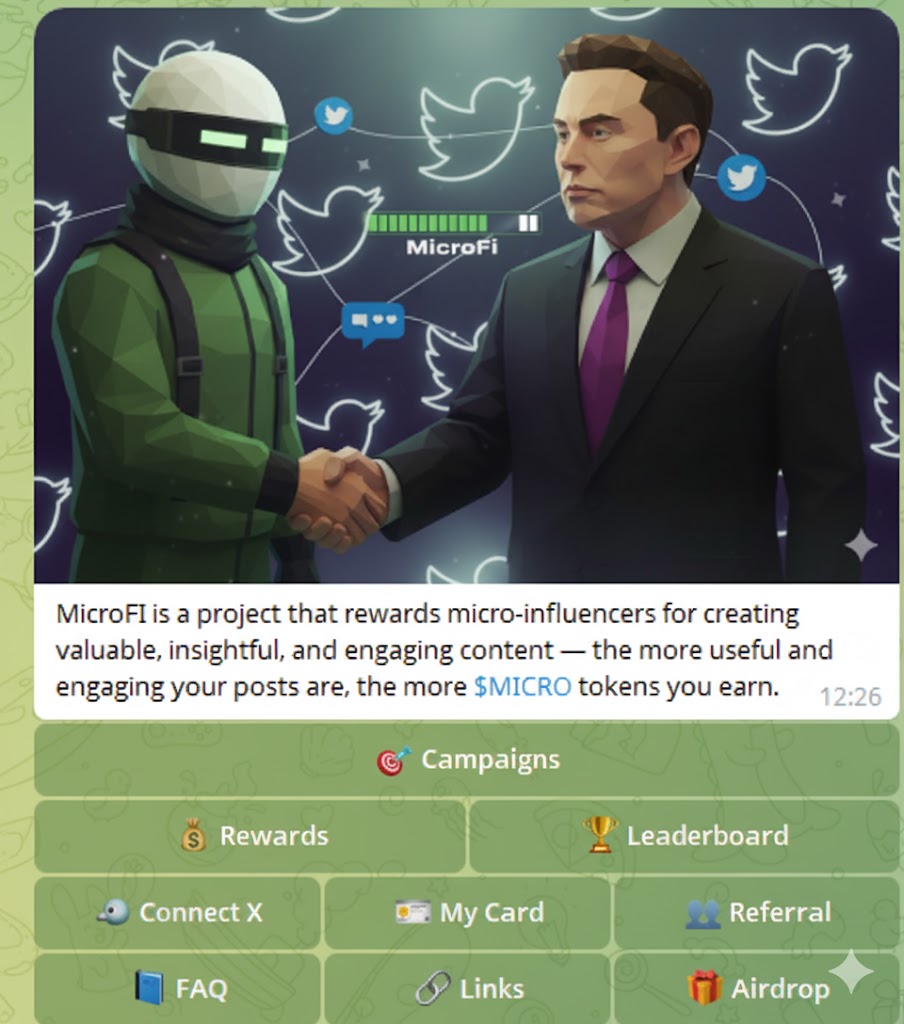 MicroFi
MicroFI is a project that rewards micro-influencers for creating
valuable, insightful, and engaging content — the more useful and
engaging your posts are, the more $MICRO tokens you earn.
12:26
Campaigns
Rewards
Leaderboard
Connect X
My Card
Referral
FAQ
Links
Airdrop